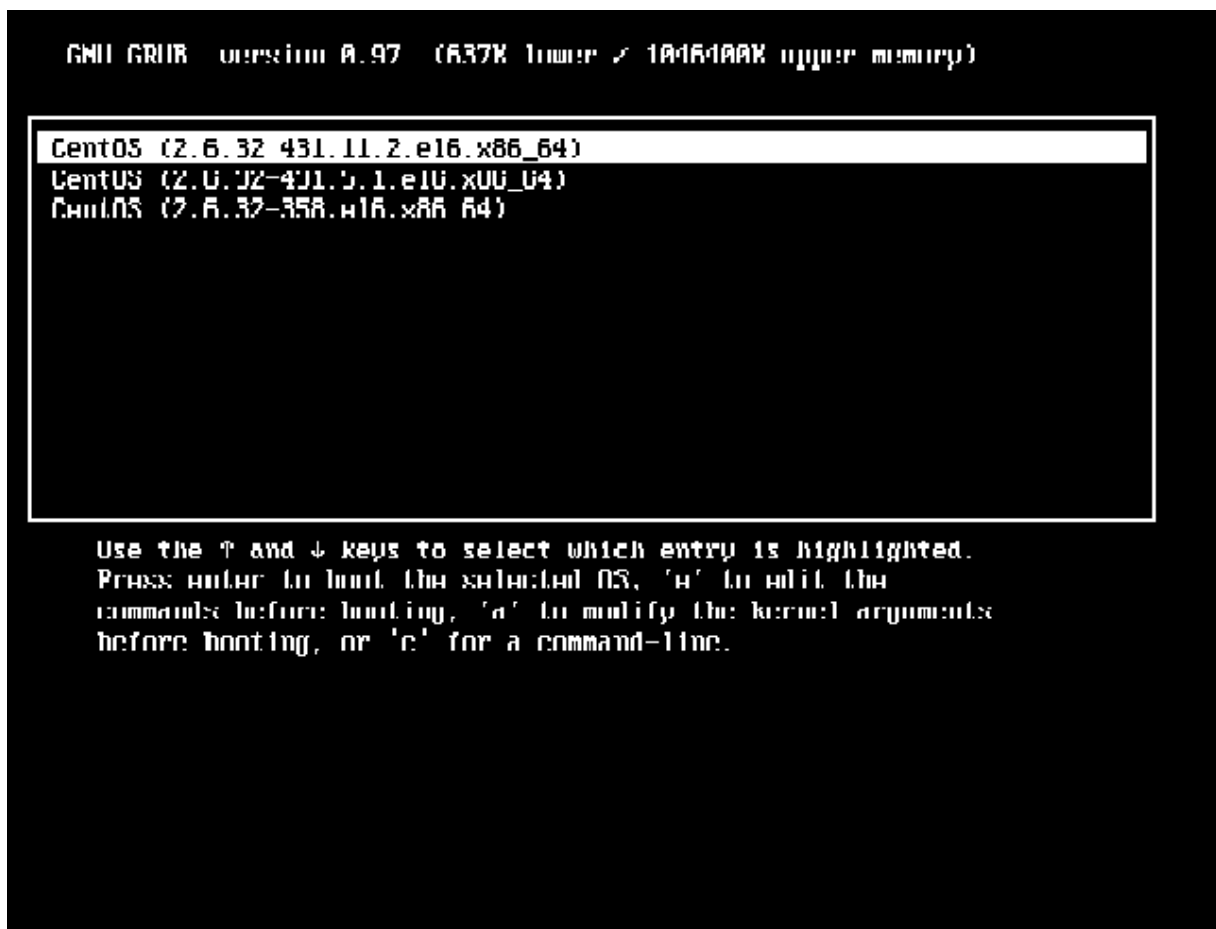 GNU GRUB version 0.97 (637K lower / 1046400K upper memory)
CentOS (2.6.32-431.11.2.el6.x86_64)
CentOS (2.6.32-431.5.1.el6.x86_64)
CentOS (2.6.32-358.el6.x86_64)
Use the ↑ and ↓ keys to select which entry is highlighted.
Press enter to boot the selected OS, 'e' to edit the
commands before booting, 'a' to modify the kernel arguments
before booting, or 'c' for a command-line.